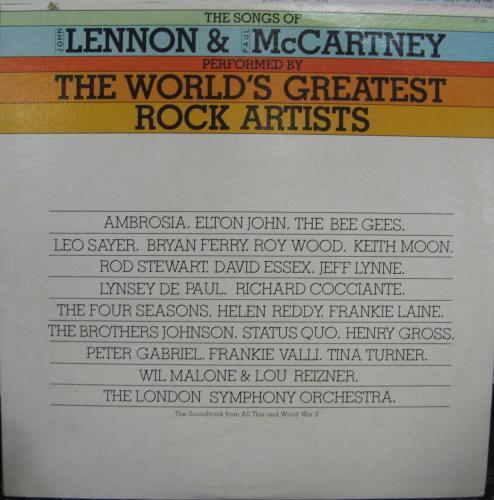 THE SONGS OF
JOHN LENNON & PAUL McCARTNEY
PERFORMED BY
THE WORLD'S GREATEST
ROCK ARTISTS
AMBROSIA. ELTON JOHN. THE BEE GEES.
LEO SAYER. BRYAN FERRY. ROY WOOD. KEITH MOON.
ROD STEWART. DAVID ESSEX. JEFF LYNNE.
LYNSEY DE PAUL. RICHARD COCCIANTE.
THE FOUR SEASONS. HELEN REDDY. FRANKIE LAINE.
THE BROTHERS JOHNSON. STATUS QUO. HENRY GROSS.
PETER GABRIEL. FRANKIE VALLI. TINA TURNER.
WIL MALONE & LOU REIZNER.
THE LONDON SYMPHONY ORCHESTRA.
The Soundtrack from All This and World War II